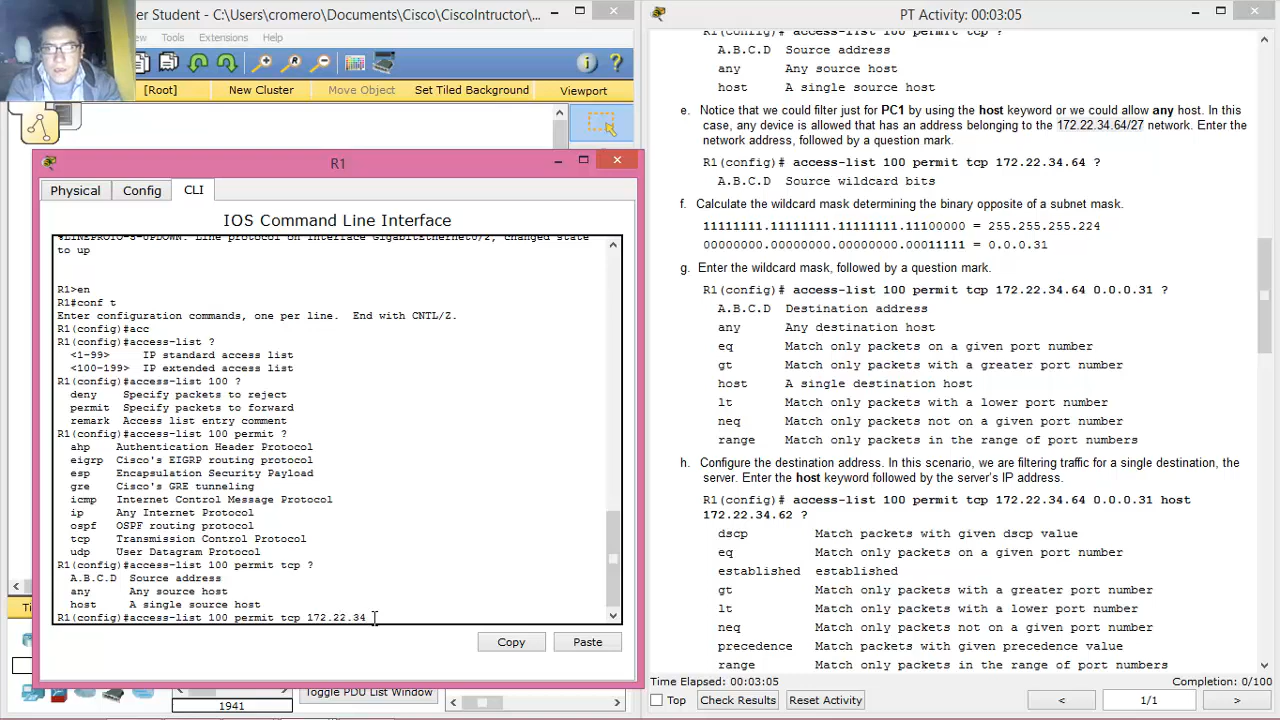 er Student - C:\Users\cromero\Documents\Cisco\CiscoIntructor\...
PT Activity: 00:03:05
ew Tools Extensions Help
[Root] New Cluster Move Object Set Tiled Background Viewport
R1
Physical Config CLI
IOS Command Line Interface
%LINEPROTO-5-UPDOWN: Line protocol on Interface GigabitEthernet0/2, changed state
to up
R1>en
R1#conf t
Enter configuration commands, one per line. End with CNTL/Z.
R1(config)#acc
R1(config)#access-list ?
<1-99> IP standard access list
<100-199> IP extended access list
R1(config)#access-list 100 ?
deny Specify packets to reject
permit Specify packets to forward
remark Access list entry comment
R1(config)#access-list 100 permit ?
ahp Authentication Header Protocol
eigrp Cisco's EIGRP routing protocol
esp Encapsulation Security Payload
gre Cisco's GRE tunneling
icmp Internet Control Message Protocol
ip Any Internet Protocol
ospf OSPF routing protocol
tcp Transmission Control Protocol
udp User Datagram Protocol
R1(config)#access-list 100 permit tcp ?
A.B.C.D Source address
any Any source host
host A single source host
R1(config)#access-list 100 permit tcp 172.22.34
Copy Paste
Ti
Toggle PDU List Window
1941
R1(config)# access-list 100 permit tcp ?
A.B.C.D Source address
any Any source host
host A single source host
e. Notice that we could filter just for PC1 by using the host keyword or we could allow any host. In this
case, any device is allowed that has an address belonging to the 172.22.34.64/27 network. Enter the
network address, followed by a question mark.
R1(config)# access-list 100 permit tcp 172.22.34.64 ?
A.B.C.D Source wildcard bits
f. Calculate the wildcard mask determining the binary opposite of a subnet mask.
11111111.11111111.11111111.11100000 = 255.255.255.224
00000000.00000000.00000000.00011111 = 0.0.0.31
g. Enter the wildcard mask, followed by a question mark.
R1(config)# access-list 100 permit tcp 172.22.34.64 0.0.0.31 ?
A.B.C.D Destination address
any Any destination host
eq Match only packets on a given port number
gt Match only packets with a greater port number
host A single destination host
lt Match only packets with a lower port number
neq Match only packets not on a given port number
range Match only packets in the range of port numbers
h. Configure the destination address. In this scenario, we are filtering traffic for a single destination, the
server. Enter the host keyword followed by the server's IP address.
R1(config)# access-list 100 permit tcp 172.22.34.64 0.0.0.31 host
172.22.34.62 ?
dscp Match packets with given dscp value
eq Match only packets on a given port number
established established
gt Match only packets with a greater port number
lt Match only packets with a lower port number
neq Match only packets not on a given port number
precedence Match packets with given precedence value
range Match only packets in the range of port numbers
Time Elapsed: 00:03:05 Completion: 0/100
Top Check Results Reset Activity < 1/1 >